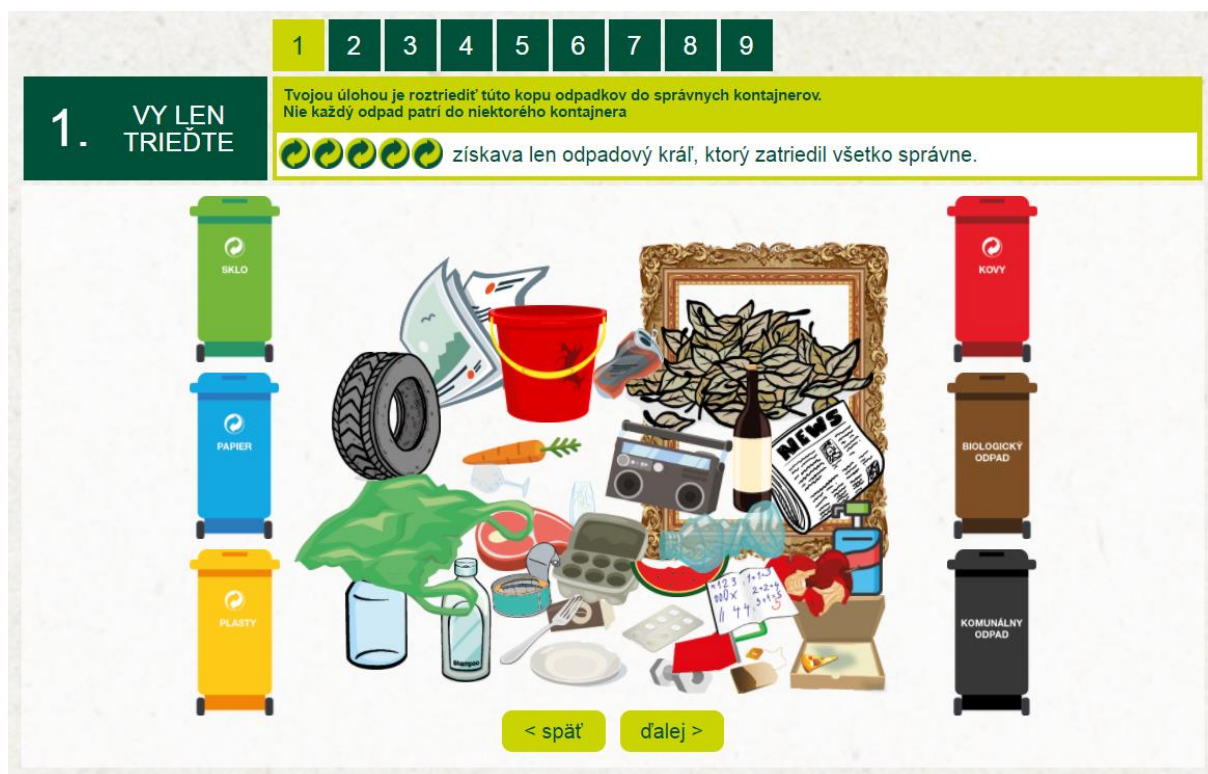 1 2 3 4 5 6 7 8 9
1. VY LEN
TRIEĎTE
Tvojou úlohou je roztriediť túto kopu odpadkov do správnych kontajnerov.
Nie každý odpad patrí do niektorého kontajnera
získava len odpadový kráľ, ktorý zatriedil všetko správne.
SKLO
KOVY
PAPIER
BIOLOGICKÝ
ODPAD
PLASTY
KOMUNÁLNY
ODPAD
NEWS
Shampoo
< späť
ďalej >